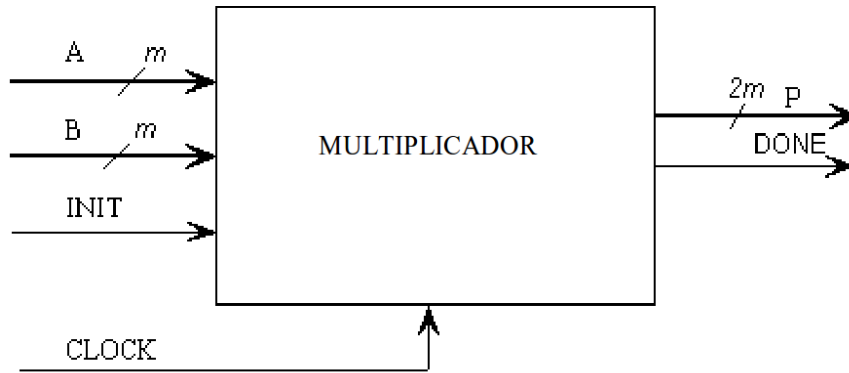 A m
B m
INIT
CLOCK
MULTIPLICADOR
2m P
DONE